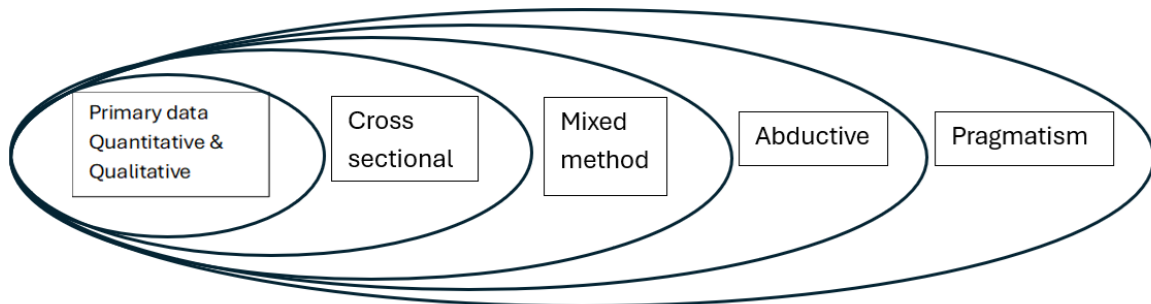 Primary data
Quantitative &
Qualitative
Cross
sectional
Mixed
method
Abductive
Pragmatism